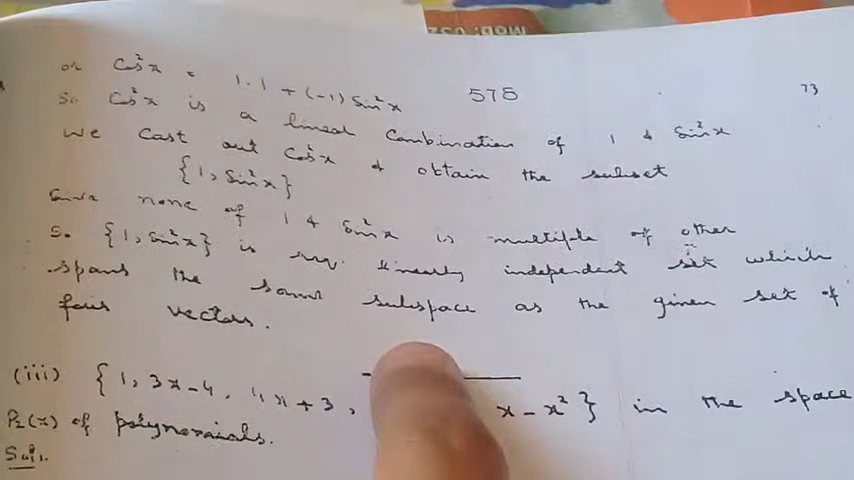 or Cos²x = 1.1 + (-1) Sin²x
575
73
So Cos²x is a linear Combination of 1 & Sin²x
We Cast out Cos²x & obtain the subset
{1, Sin²x}
Since none of 1 & Sin²x is multiple of other
So {1, Sin²x} is req. linearly independent set which
spans the same subspace as the given set of
four vectors.
(iii) {1, 3x-4, 4x+3, x-x²} in the space
P₂(x) of polynomials.
Sol.